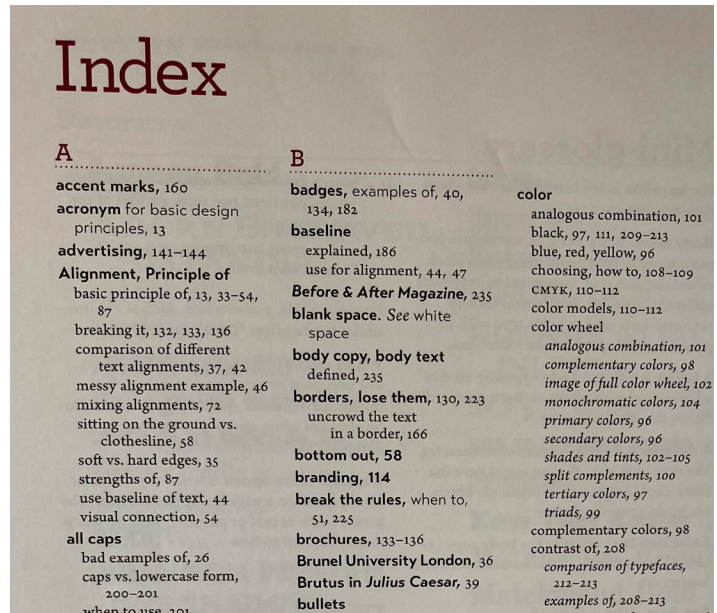 Index
A
accent marks, 160
acronym for basic design
principles, 13
advertising, 141–144
Alignment, Principle of
basic principle of, 13, 33–54,
87
breaking it, 132, 133, 136
comparison of different
text alignments, 37, 42
messy alignment example, 46
mixing alignments, 72
sitting on the ground vs.
clothesline, 58
soft vs. hard edges, 35
strengths of, 87
use baseline of text, 44
visual connection, 54
all caps
bad examples of, 26
caps vs. lowercase form,
200–201
when to use, 201
B
badges, examples of, 40,
134, 182
baseline
explained, 186
use for alignment, 44, 47
Before & After Magazine, 235
blank space. See white
space
body copy, body text
defined, 235
borders, lose them, 130, 223
uncrowd the text
in a border, 166
bottom out, 58
branding, 114
break the rules, when to,
51, 225
brochures, 133–136
Brunel University London, 36
Brutus in Julius Caesar, 39
bullets
color
analogous combination, 101
black, 97, 111, 209–213
blue, red, yellow, 96
choosing, how to, 108–109
CMYK, 110–112
color models, 110–112
color wheel
analogous combination, 101
complementary colors, 98
image of full color wheel, 102
monochromatic colors, 104
primary colors, 96
secondary colors, 96
shades and tints, 102–105
split complements, 100
tertiary colors, 97
triads, 99
complementary colors, 98
contrast of, 208
comparison of typefaces,
212–213
examples of, 208–213